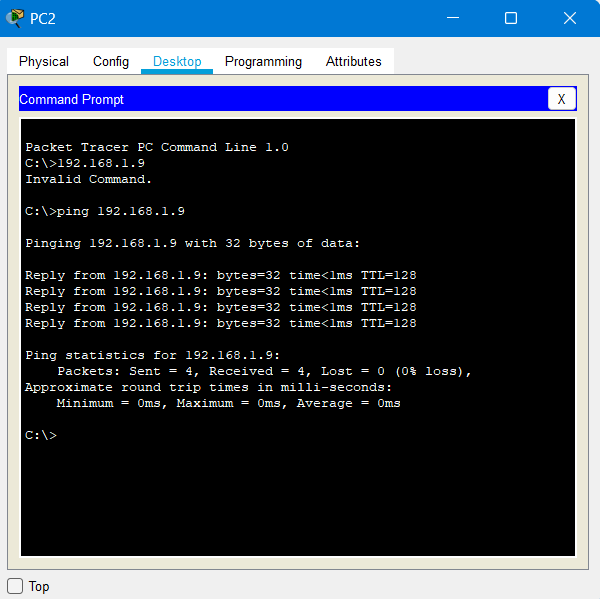 PC2
Physical Config Desktop Programming Attributes
Command Prompt X
Packet Tracer PC Command Line 1.0
C:\>192.168.1.9
Invalid Command.
C:\>ping 192.168.1.9
Pinging 192.168.1.9 with 32 bytes of data:
Reply from 192.168.1.9: bytes=32 time<1ms TTL=128
Reply from 192.168.1.9: bytes=32 time<1ms TTL=128
Reply from 192.168.1.9: bytes=32 time<1ms TTL=128
Reply from 192.168.1.9: bytes=32 time<1ms TTL=128
Ping statistics for 192.168.1.9:
Packets: Sent = 4, Received = 4, Lost = 0 (0% loss),
Approximate round trip times in milli-seconds:
Minimum = 0ms, Maximum = 0ms, Average = 0ms
C:\>
Top